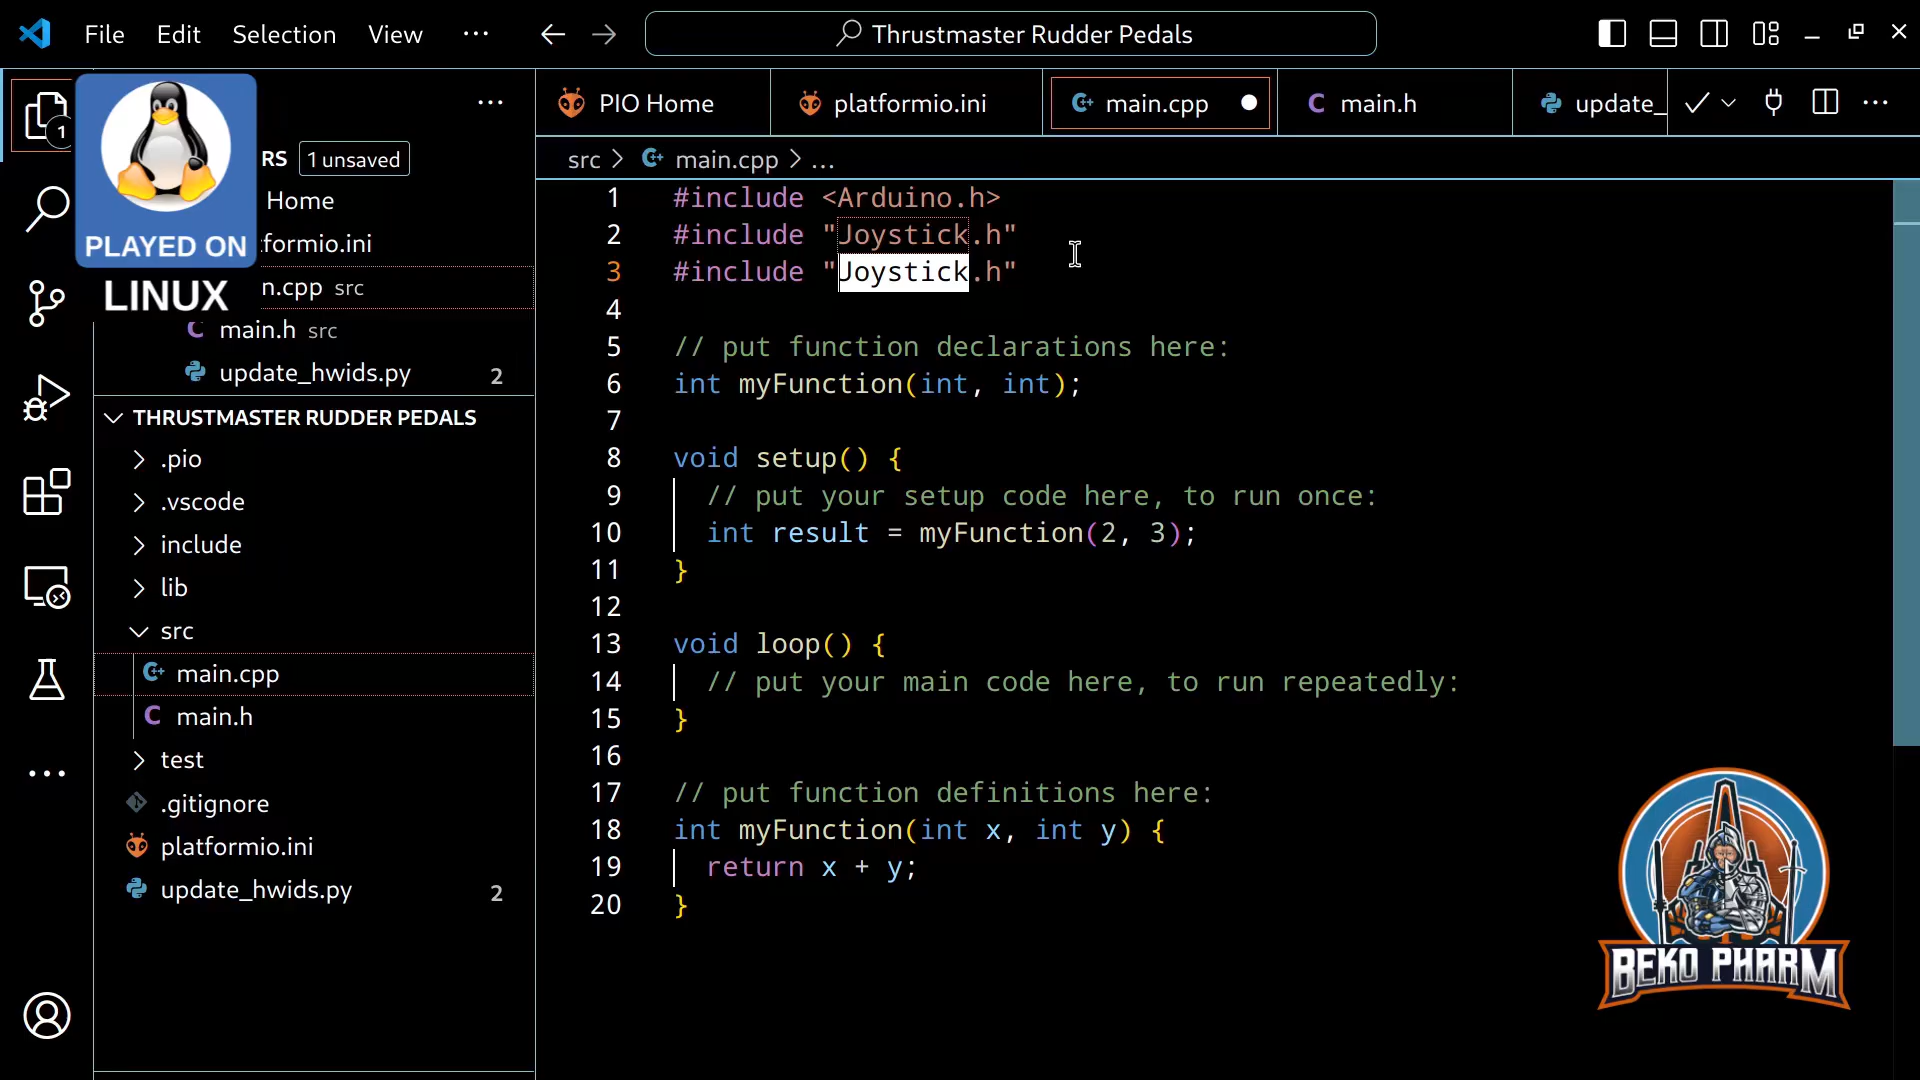 File Edit Selection View ... Thrustmaster Rudder Pedals
PIO Home platformio.ini main.cpp main.h update_
src > main.cpp > ...
1
PLAYED ON
LINUX
RS 1 unsaved
Home
tformio.ini
n.cpp src
main.h src
update_hwids.py 2
THRUSTMASTER RUDDER PEDALS
.pio
.vscode
include
lib
src
main.cpp
main.h
test
.gitignore
platformio.ini
update_hwids.py 2
1 #include <Arduino.h>
2 #include "Joystick.h"
3 #include "Joystick.h"
4
5 // put function declarations here:
6 int myFunction(int, int);
7
8 void setup() {
9 // put your setup code here, to run once:
10 int result = myFunction(2, 3);
11 }
12
13 void loop() {
14 // put your main code here, to run repeatedly:
15 }
16
17 // put function definitions here:
18 int myFunction(int x, int y) {
19 return x + y;
20 }
BEKO PHARM